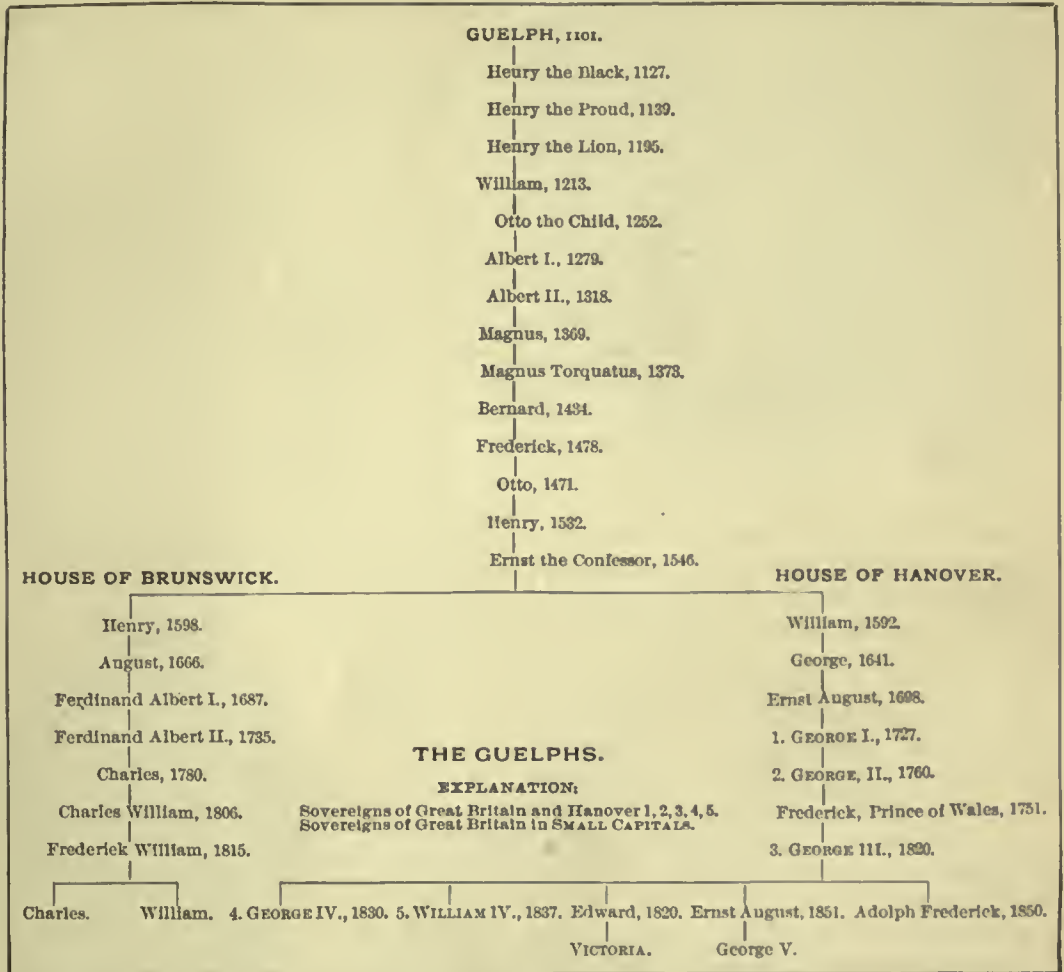 GUELPH, 1101.
Henry the Black, 1127.
Henry the Proud, 1139.
Henry the Lion, 1195.
William, 1213.
Otto the Child, 1252.
Albert I., 1279.
Albert II., 1318.
Magnus, 1369.
Magnus Torquatus, 1373.
Bernard, 1434.
Frederick, 1478.
Otto, 1471.
Henry, 1532.
Ernst the Confessor, 1546.
HOUSE OF BRUNSWICK.
Henry, 1598.
August, 1666.
Ferdinand Albert I., 1687.
Ferdinand Albert II., 1735.
Charles, 1780.
Charles William, 1806.
Frederick William, 1815.
Charles. William.
THE GUELPHS.
EXPLANATION:
Sovereigns of Great Britain and Hanover 1, 2, 3, 4, 5.
Sovereigns of Great Britain in SMALL CAPITALS.
HOUSE OF HANOVER.
William, 1592.
George, 1641.
Ernst August, 1698.
1. GEORGE I., 1727.
2. GEORGE, II., 1760.
Frederick, Prince of Wales, 1751.
3. GEORGE III., 1820.
4. GEORGE IV., 1830. 5. WILLIAM IV., 1837. Edward, 1820. Ernst August, 1851. Adolph Frederick, 1850.
VICTORIA. George V.